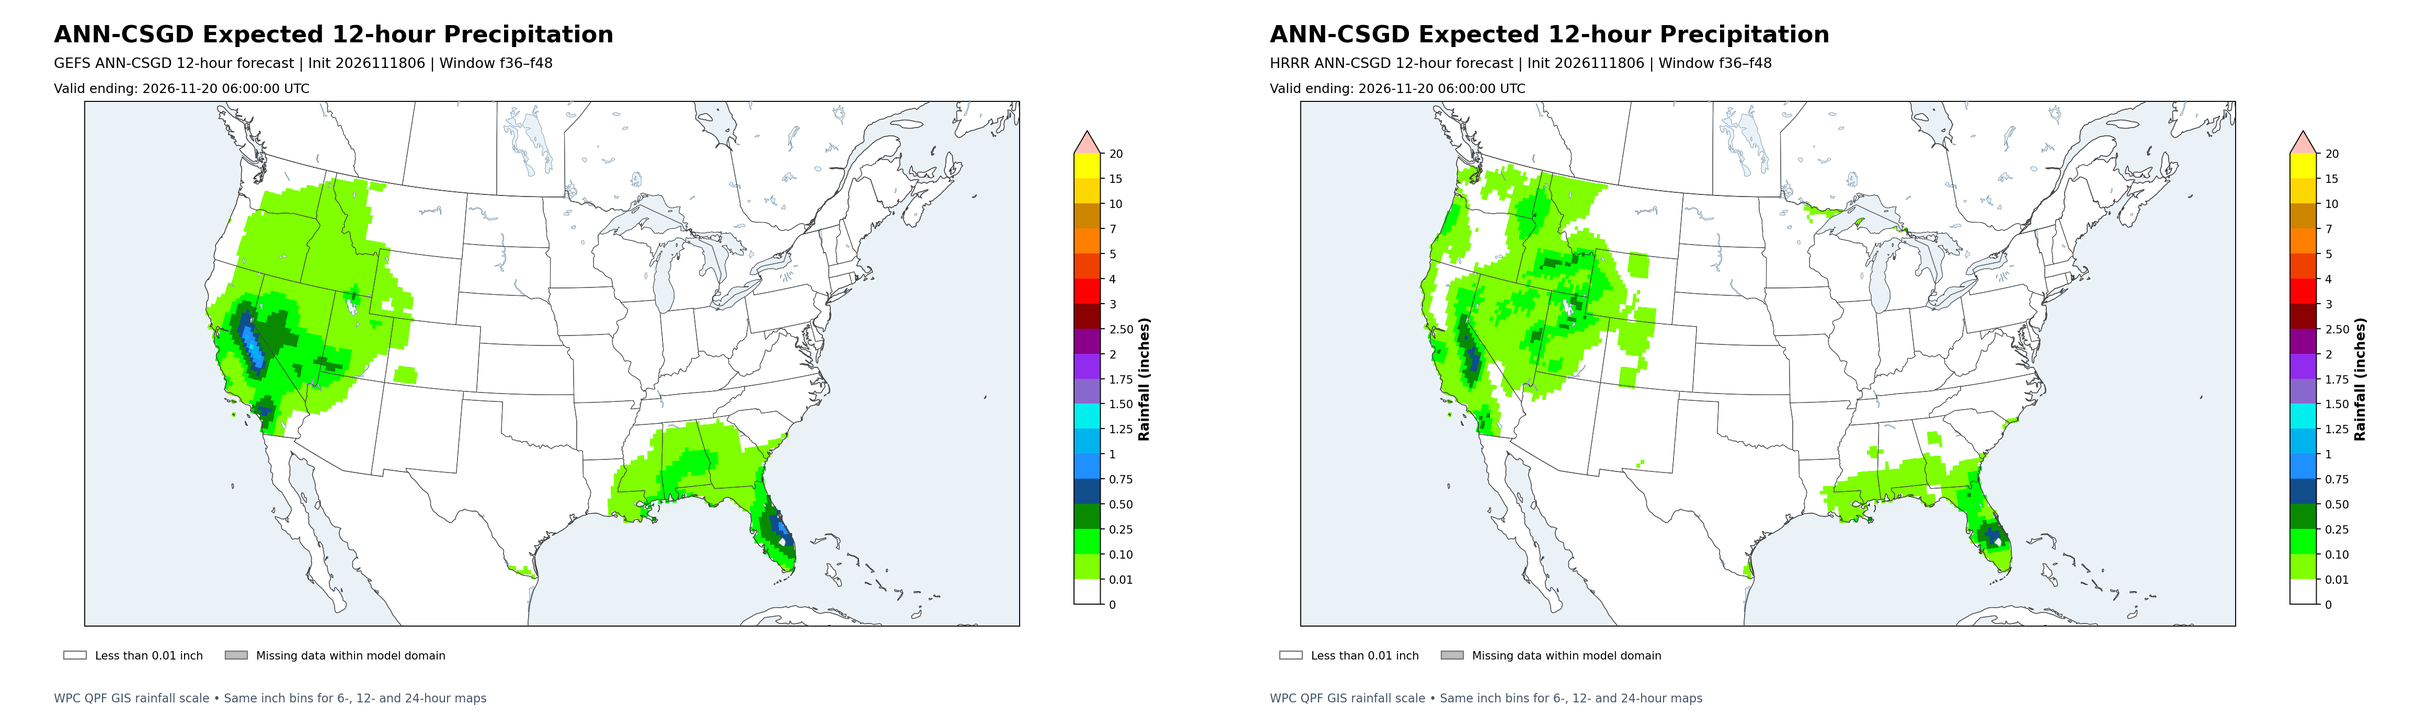 ANN-CSGD Expected 12-hour Precipitation
GEFS ANN-CSGD 12-hour forecast | Init 2026111806 | Window f36–f48
Valid ending: 2026-11-20 06:00:00 UTC
20
15
10
7
5
4
3
2.50
2
1.75
1.50
1.25
1
0.75
0.50
0.25
0.10
0.01
0
Rainfall (inches)
Less than 0.01 inch
Missing data within model domain
WPC QPF GIS rainfall scale • Same inch bins for 6-, 12- and 24-hour maps
ANN-CSGD Expected 12-hour Precipitation
HRRR ANN-CSGD 12-hour forecast | Init 2026111806 | Window f36–f48
Valid ending: 2026-11-20 06:00:00 UTC
20
15
10
7
5
4
3
2.50
2
1.75
1.50
1.25
1
0.75
0.50
0.25
0.10
0.01
0
Rainfall (inches)
Less than 0.01 inch
Missing data within model domain
WPC QPF GIS rainfall scale • Same inch bins for 6-, 12- and 24-hour maps